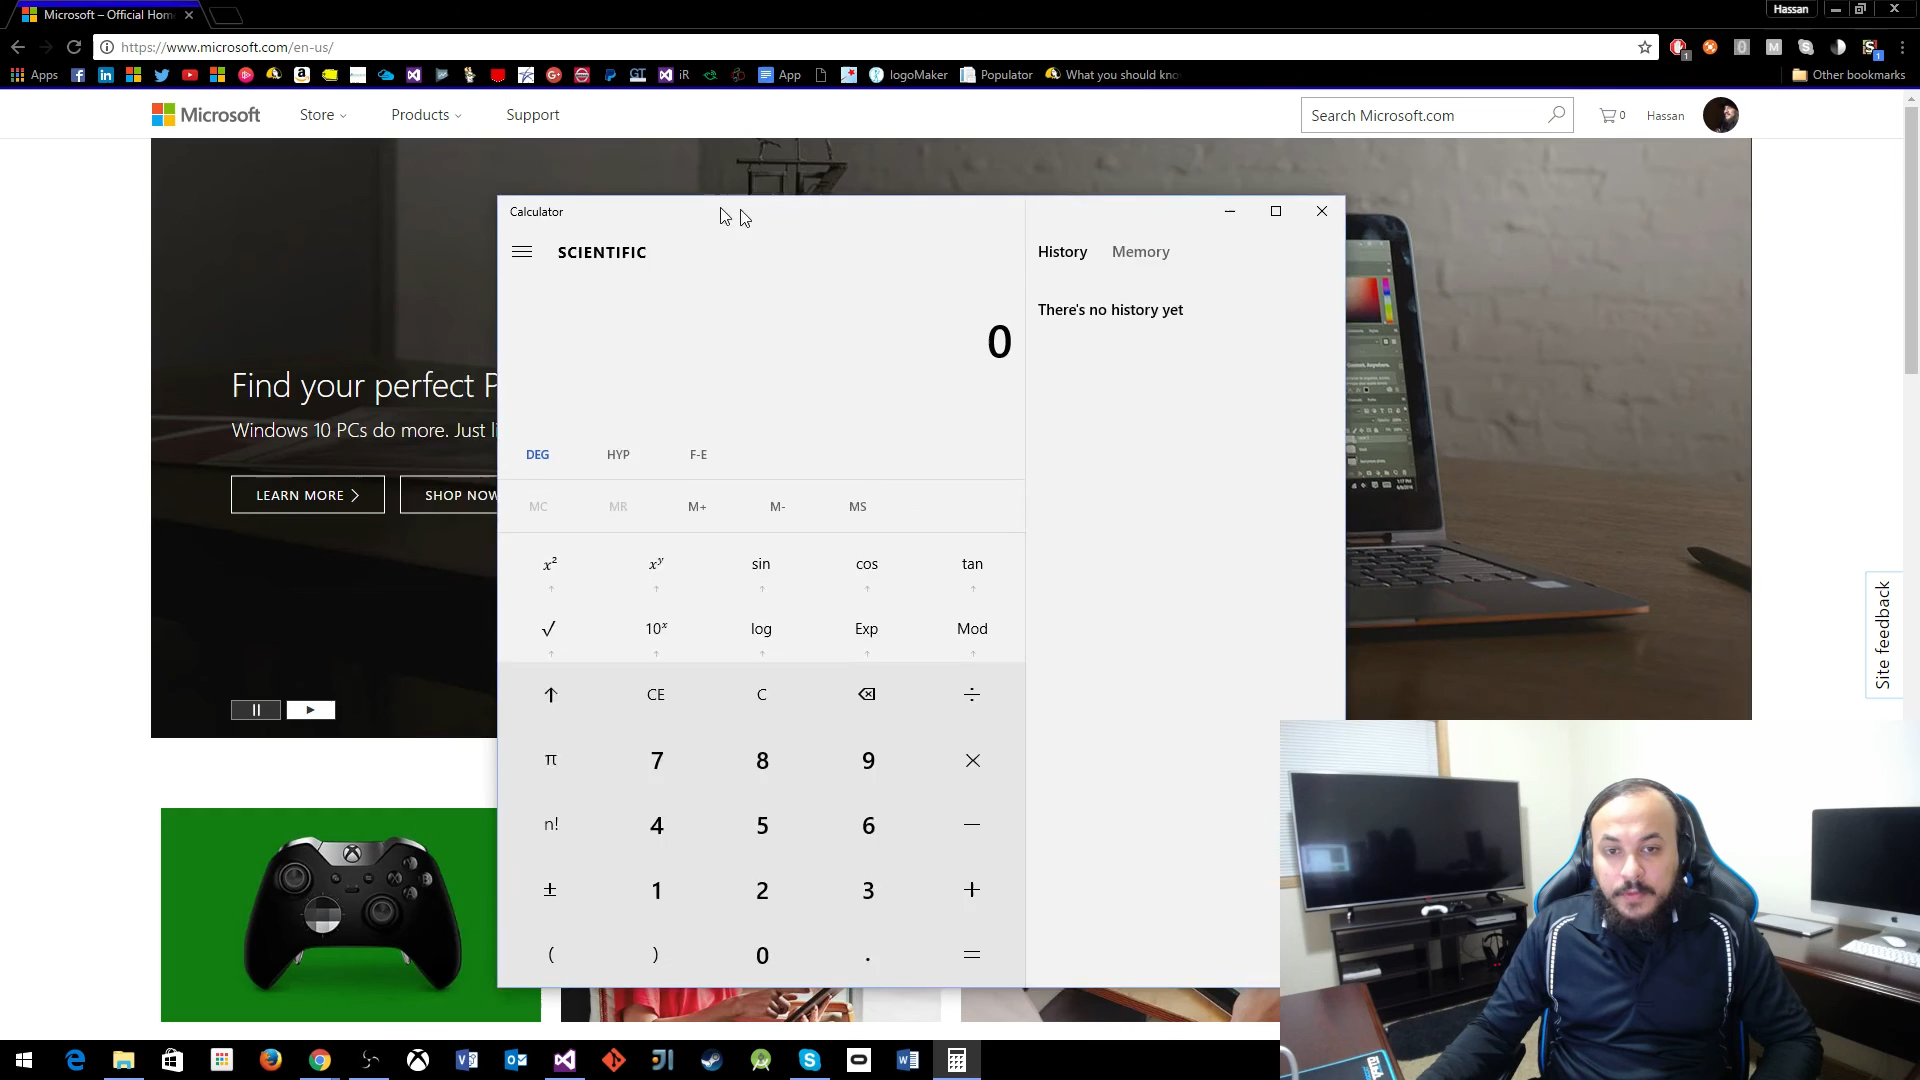 Microsoft – Official Hom
Hassan
https://www.microsoft.com/en-us/
Apps
iR
App
logoMaker
Populator
What you should kno
Other bookmarks
Microsoft
Store
Products
Support
Search Microsoft.com
0
Hassan
Find your perfect P
Windows 10 PCs do more. Just li
LEARN MORE
SHOP NOW
Site feedback
Calculator
SCIENTIFIC
History
Memory
There's no history yet
0
DEG
HYP
F-E
MC
MR
M+
M-
MS
x²
xʸ
sin
cos
tan
√
10ˣ
log
Exp
Mod
↑
CE
C
÷
π
7
8
9
×
n!
4
5
6
−
±
1
2
3
+
(
)
0
.
=